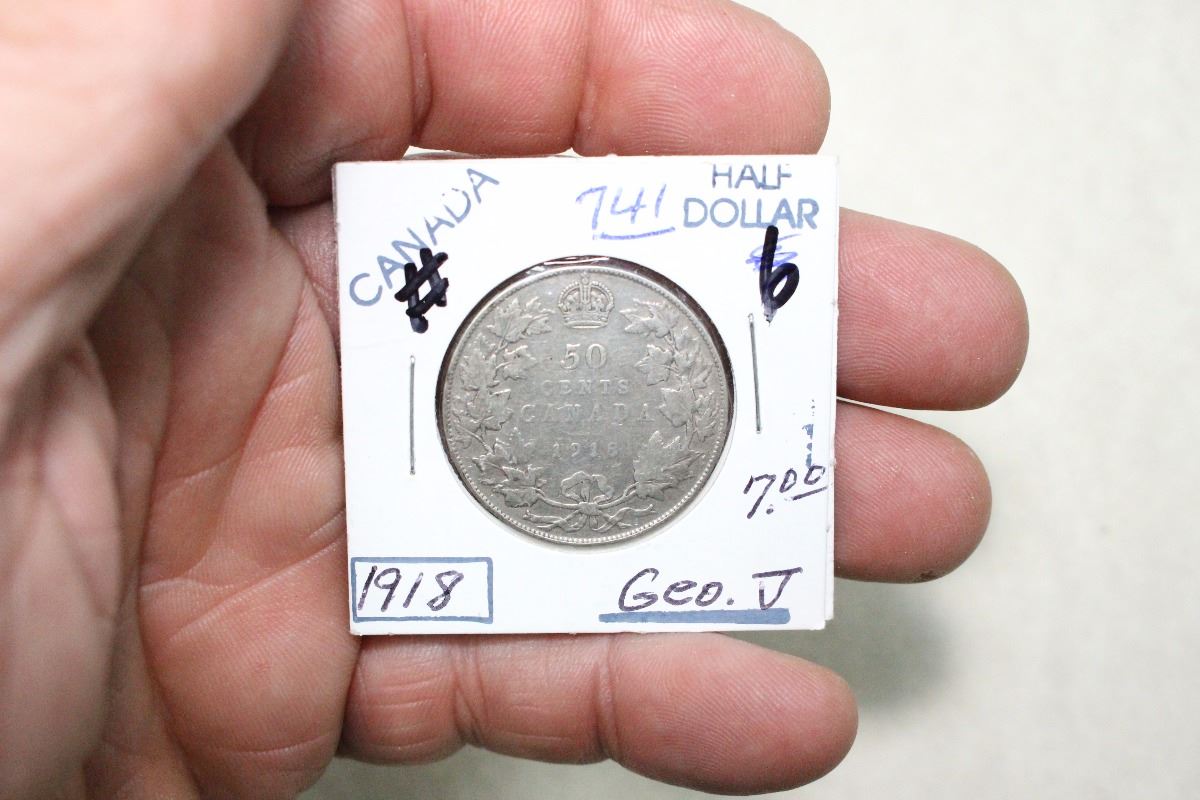 CANADA
741
HALF
DOLLAR
#
6
50
CENTS
CANADA
1918
7.00
1918
Geo. V